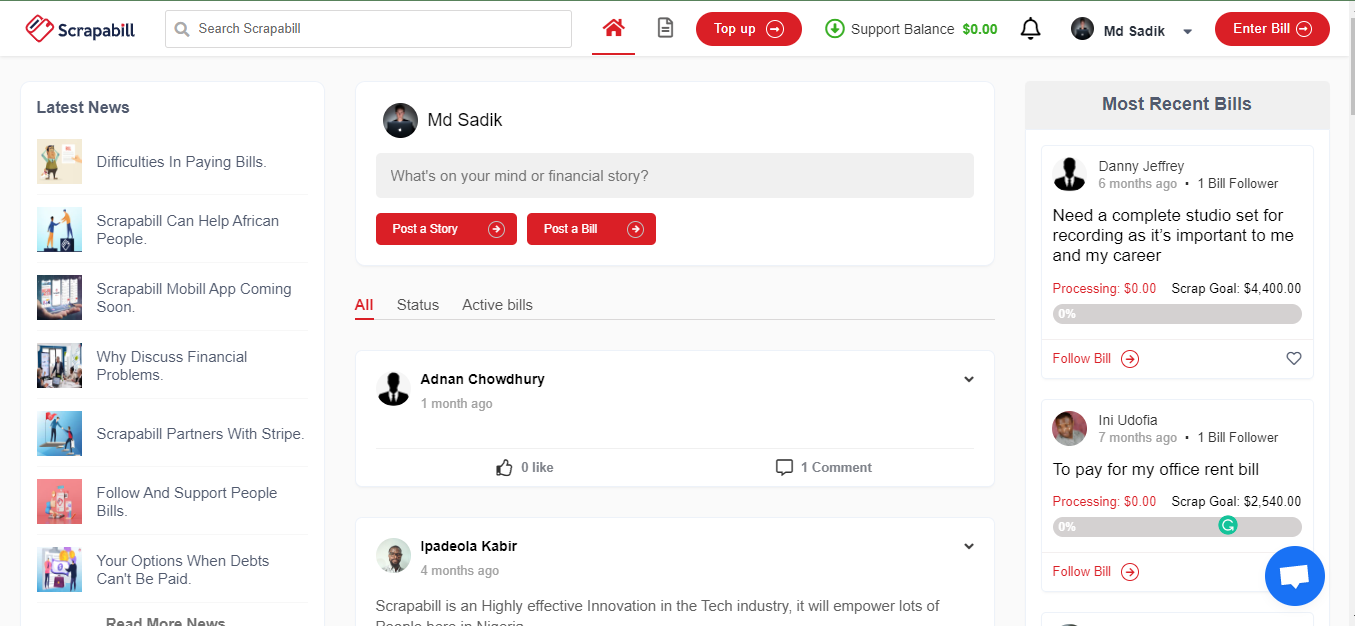 Scrapabill
Search Scrapabill
Top up
Support Balance $0.00
Md Sadik
Enter Bill
Latest News
Difficulties In Paying Bills.
Scrapabill Can Help African
People.
Scrapabill Mobill App Coming
Soon.
Why Discuss Financial
Problems.
Scrapabill Partners With Stripe.
Follow And Support People
Bills.
Your Options When Debts
Can't Be Paid.
Read More News
Md Sadik
What's on your mind or financial story?
Post a Story
Post a Bill
All
Status
Active bills
Adnan Chowdhury
1 month ago
0 like
1 Comment
Ipadeola Kabir
4 months ago
Scrapabill is an Highly effective Innovation in the Tech industry, it will empower lots of
People here in Nigeria
Most Recent Bills
Danny Jeffrey
6 months ago • 1 Bill Follower
Need a complete studio set for
recording as it’s important to me
and my career
Processing: $0.00 Scrap Goal: $4,400.00
0%
Follow Bill
Ini Udofia
7 months ago • 1 Bill Follower
To pay for my office rent bill
Processing: $0.00 Scrap Goal: $2,540.00
0%
Follow Bill